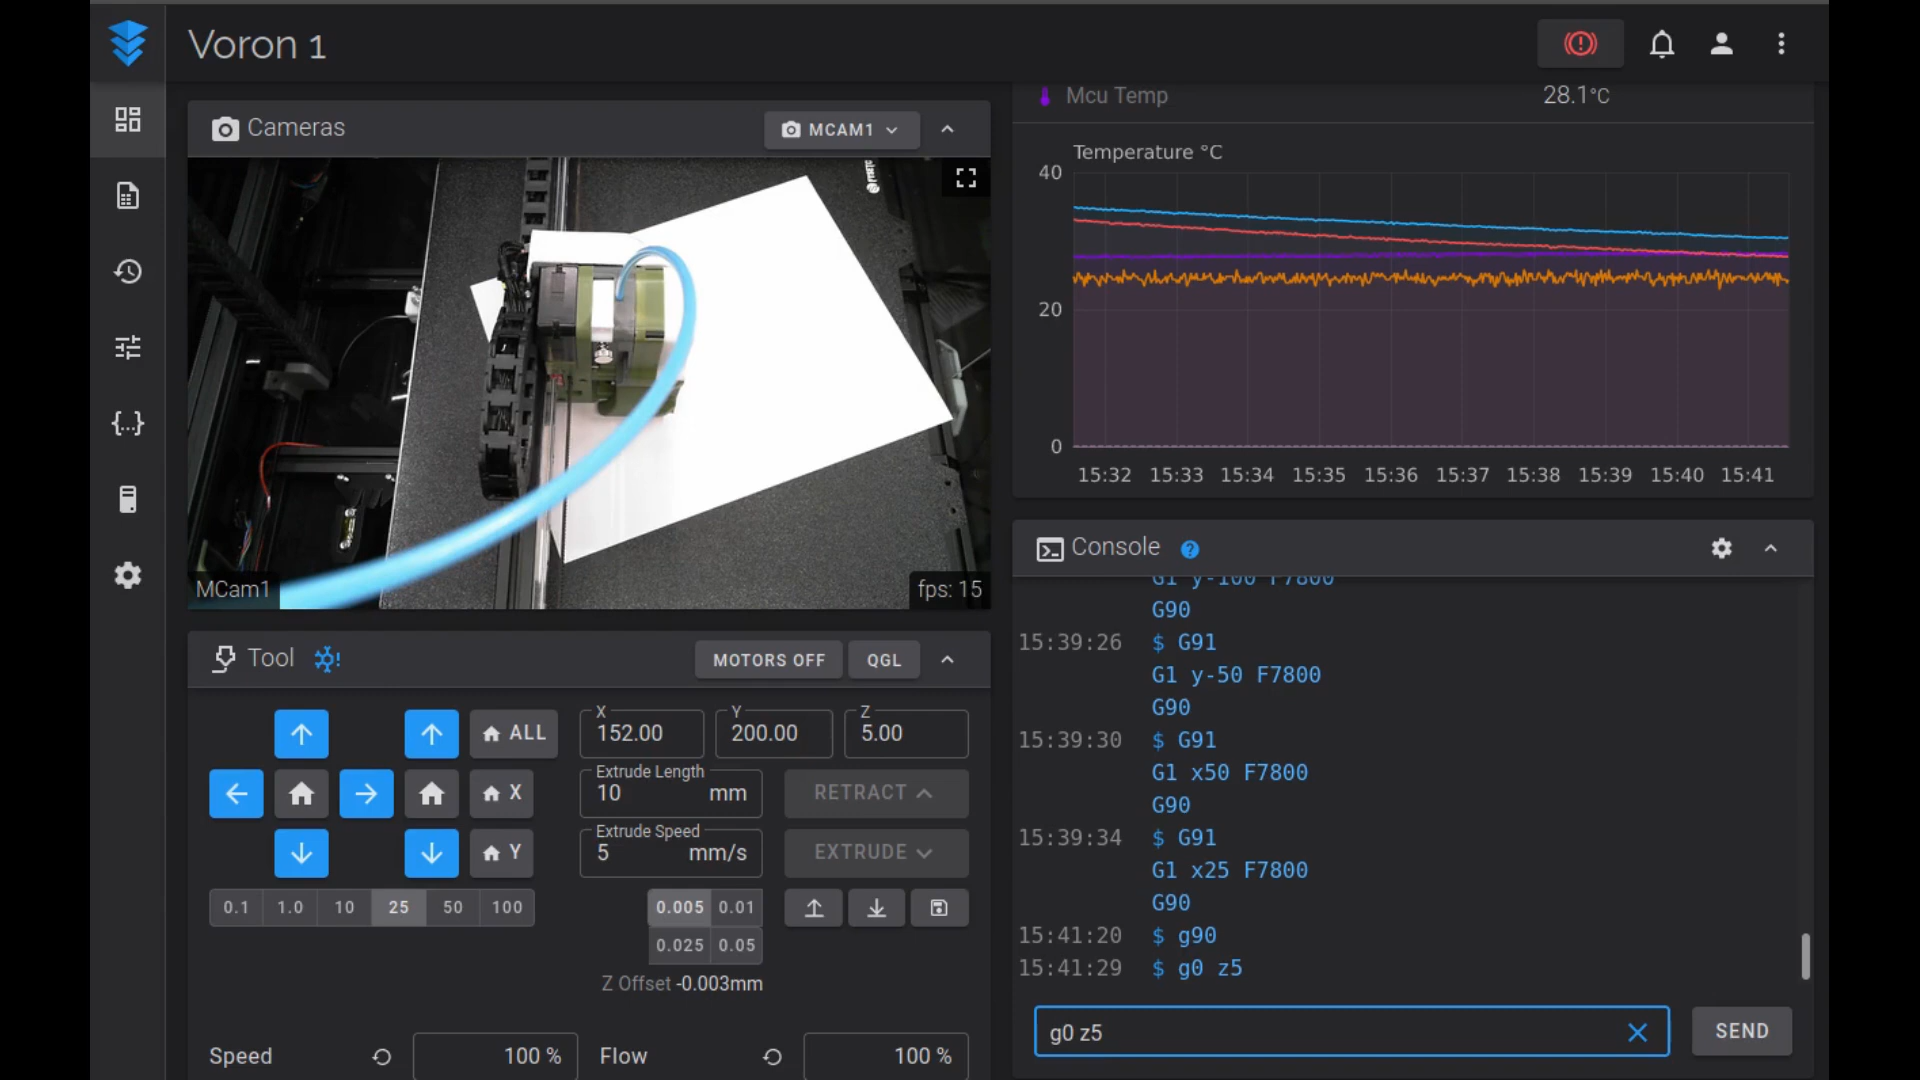 Voron 1
Cameras
MCAM1
MCam1
fps: 15
Tool
MOTORS OFF
QGL
ALL
X
Y
X
152.00
Y
200.00
Z
5.00
Extrude Length
10 mm
RETRACT
Extrude Speed
5 mm/s
EXTRUDE
0.1 1.0 10 25 50 100
0.005 0.01
0.025 0.05
Z Offset -0.003mm
Speed 100 %
Flow 100 %
Mcu Temp 28.1°C
Temperature °C
40
20
0
15:32 15:33 15:34 15:35 15:36 15:37 15:38 15:39 15:40 15:41
Console
G1 y-100 F7800
G90
15:39:26 $ G91
G1 y-50 F7800
G90
15:39:30 $ G91
G1 x50 F7800
G90
15:39:34 $ G91
G1 x25 F7800
G90
15:41:20 $ g90
15:41:29 $ g0 z5
g0 z5
SEND